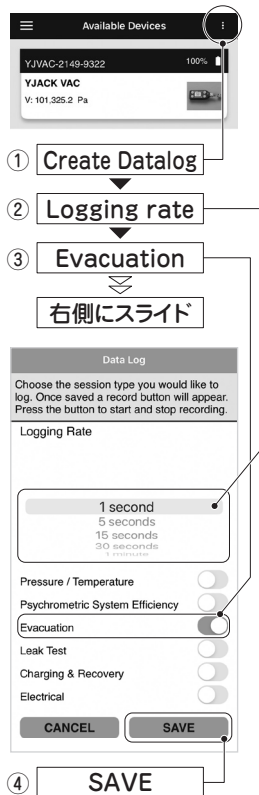 Available Devices
YJVAC-2149-9322 100%
YJACK VAC
V: 101,325.2 Pa
① Create Datalog
② Logging rate
③ Evacuation
右側にスライド
Data Log
Choose the session type you would like to
log. Once saved a record button will appear.
Press the button to start and stop recording.
Logging Rate
1 second
5 seconds
15 seconds
30 seconds
1 minute
Pressure / Temperature
Psychrometric System Efficiency
Evacuation
Leak Test
Charging & Recovery
Electrical
CANCEL SAVE
④ SAVE